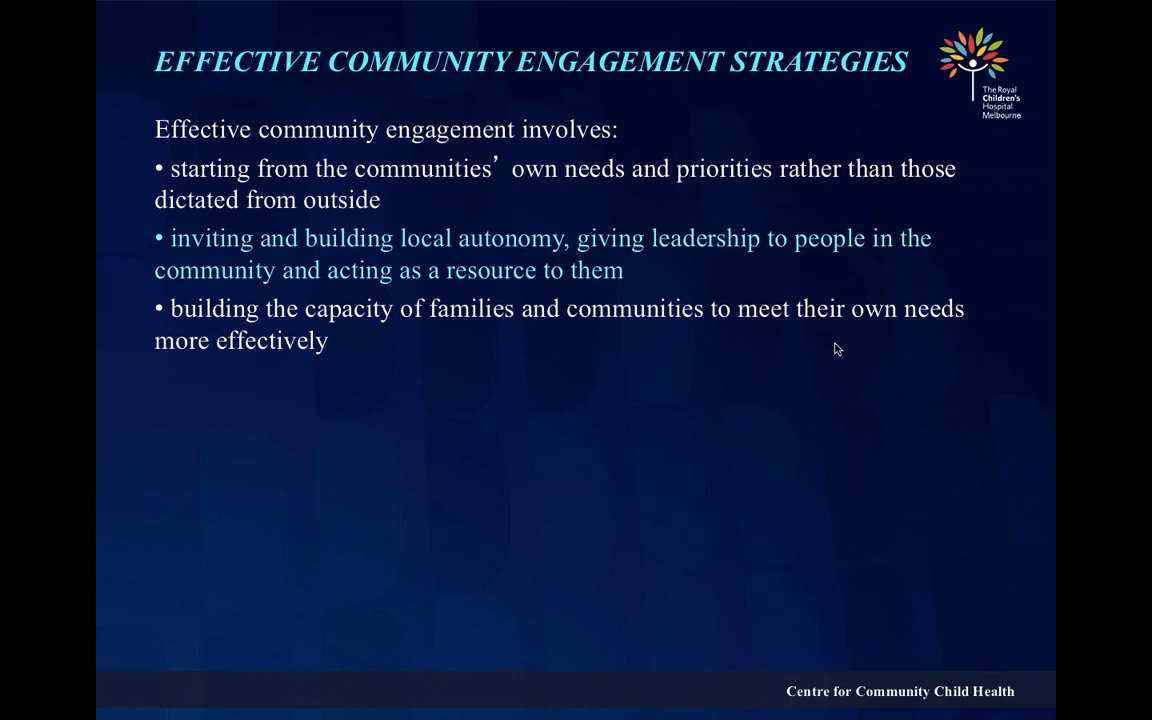 EFFECTIVE COMMUNITY ENGAGEMENT STRATEGIES
The Royal
Children's
Hospital
Melbourne
Effective community engagement involves:
• starting from the communities’ own needs and priorities rather than those
dictated from outside
• inviting and building local autonomy, giving leadership to people in the
community and acting as a resource to them
• building the capacity of families and communities to meet their own needs
more effectively
Centre for Community Child Health